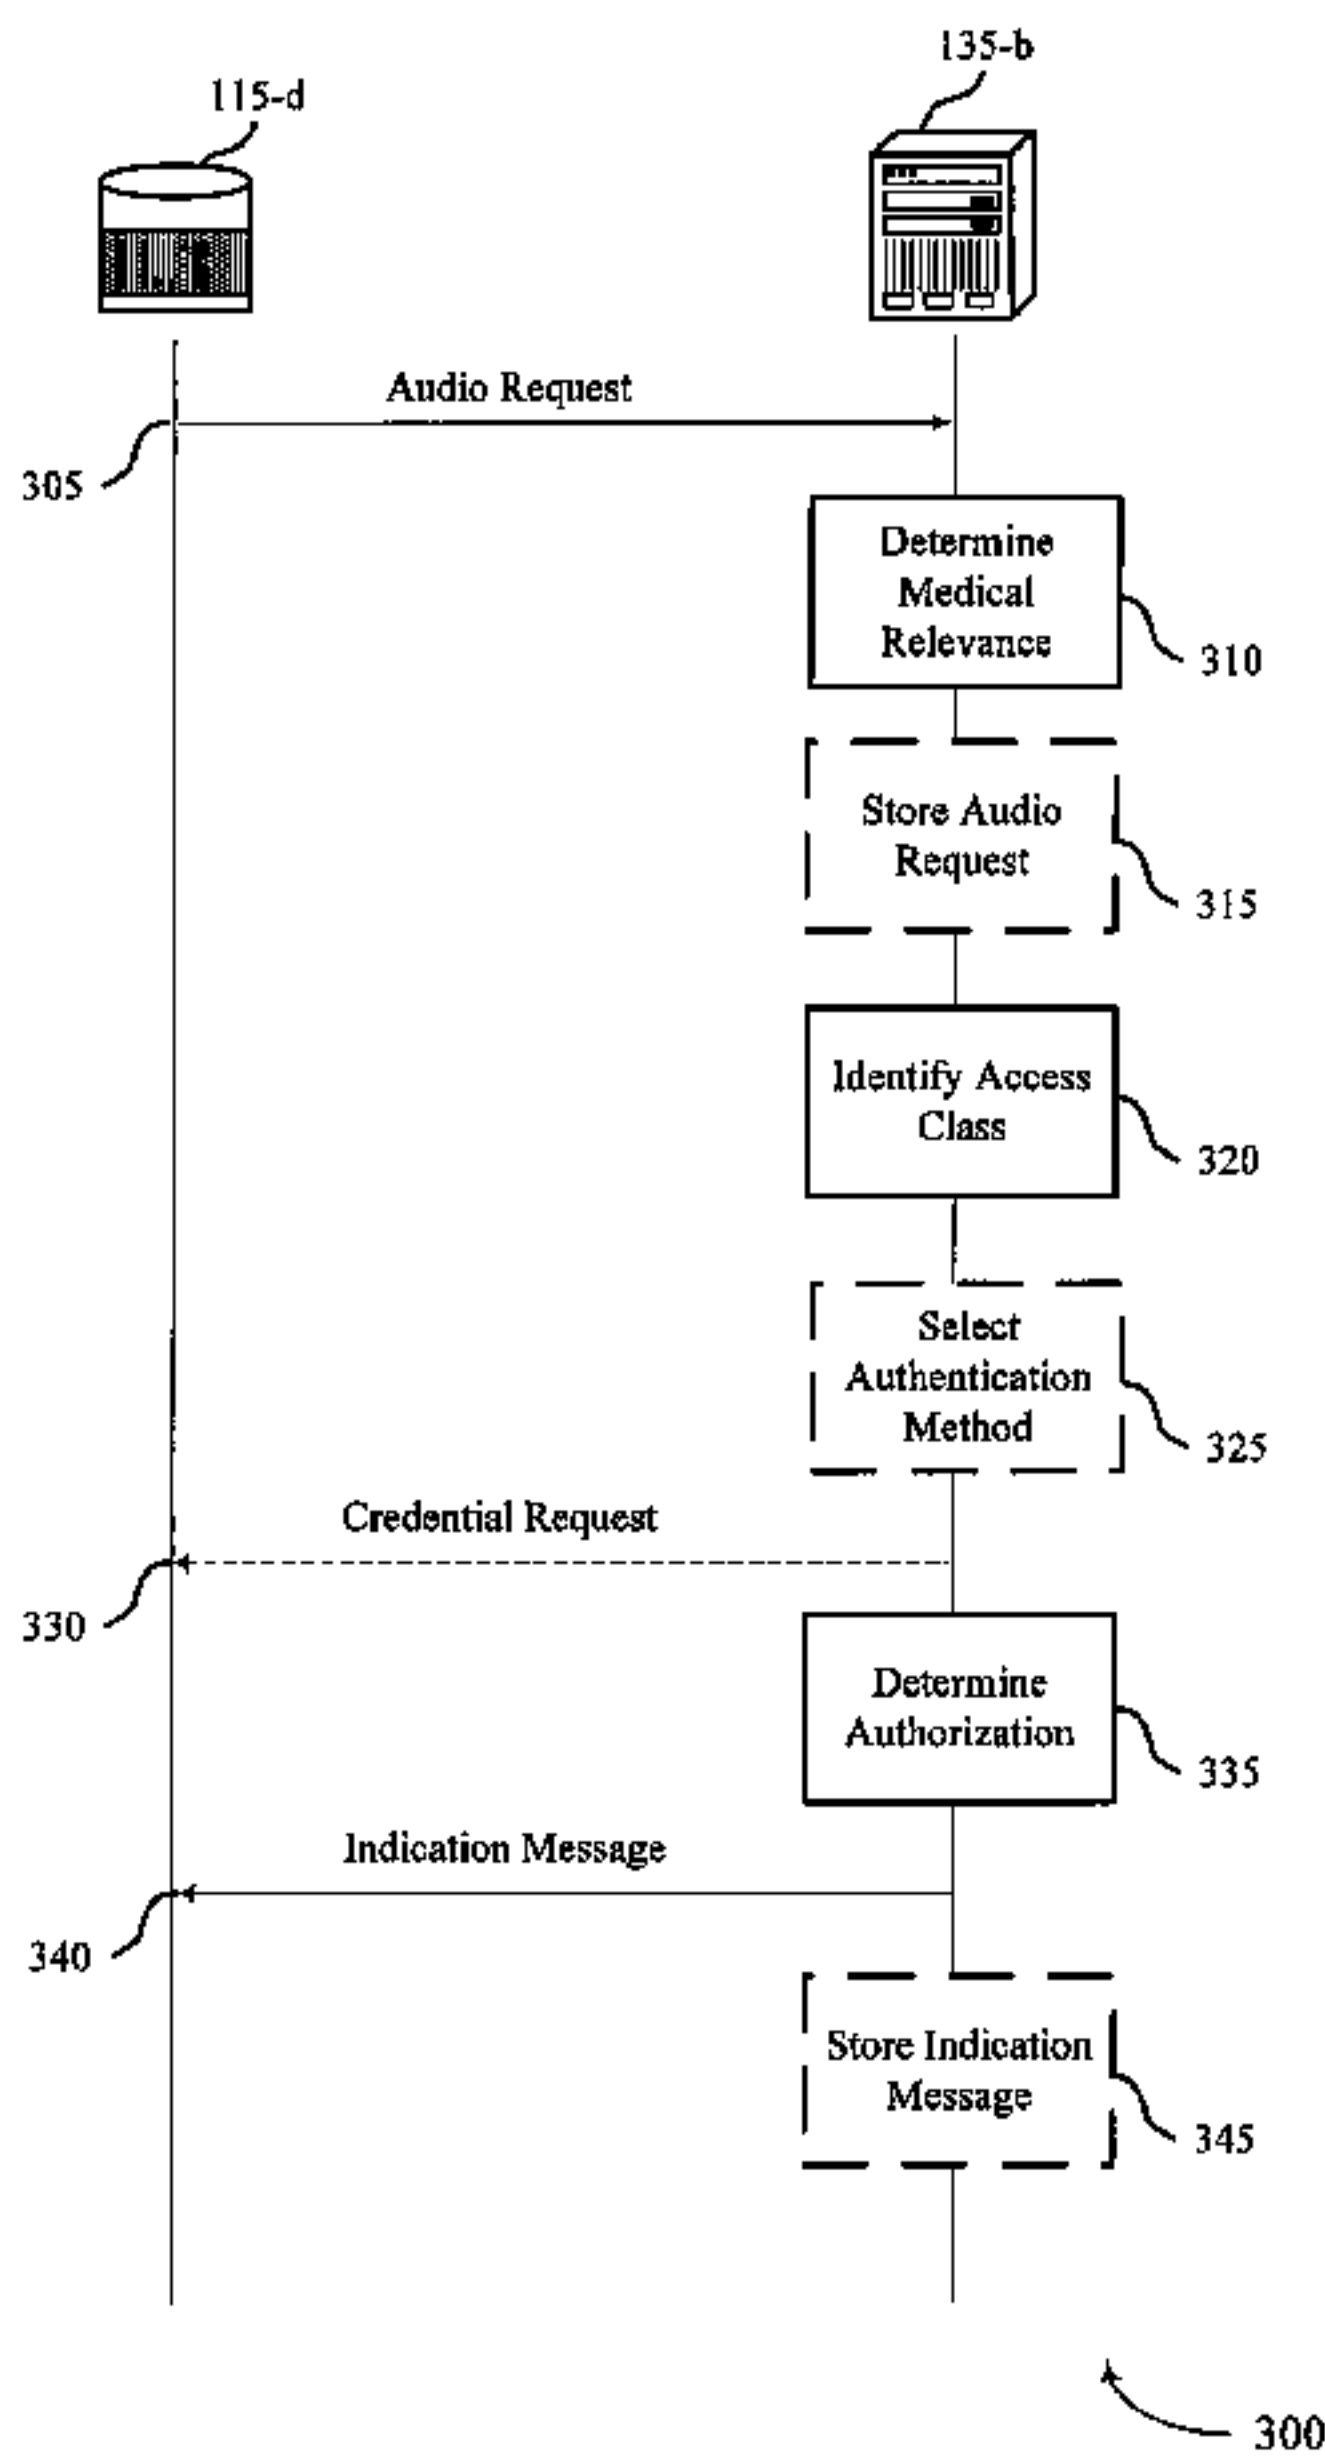 135-b
115-d
Audio Request
305
Determine
Medical
Relevance
310
Store Audio
Request
315
Identify Access
Class
320
Select
Authentication
Method
325
Credential Request
330
Determine
Authorization
335
Indication Message
340
Store Indication
Message
345
300